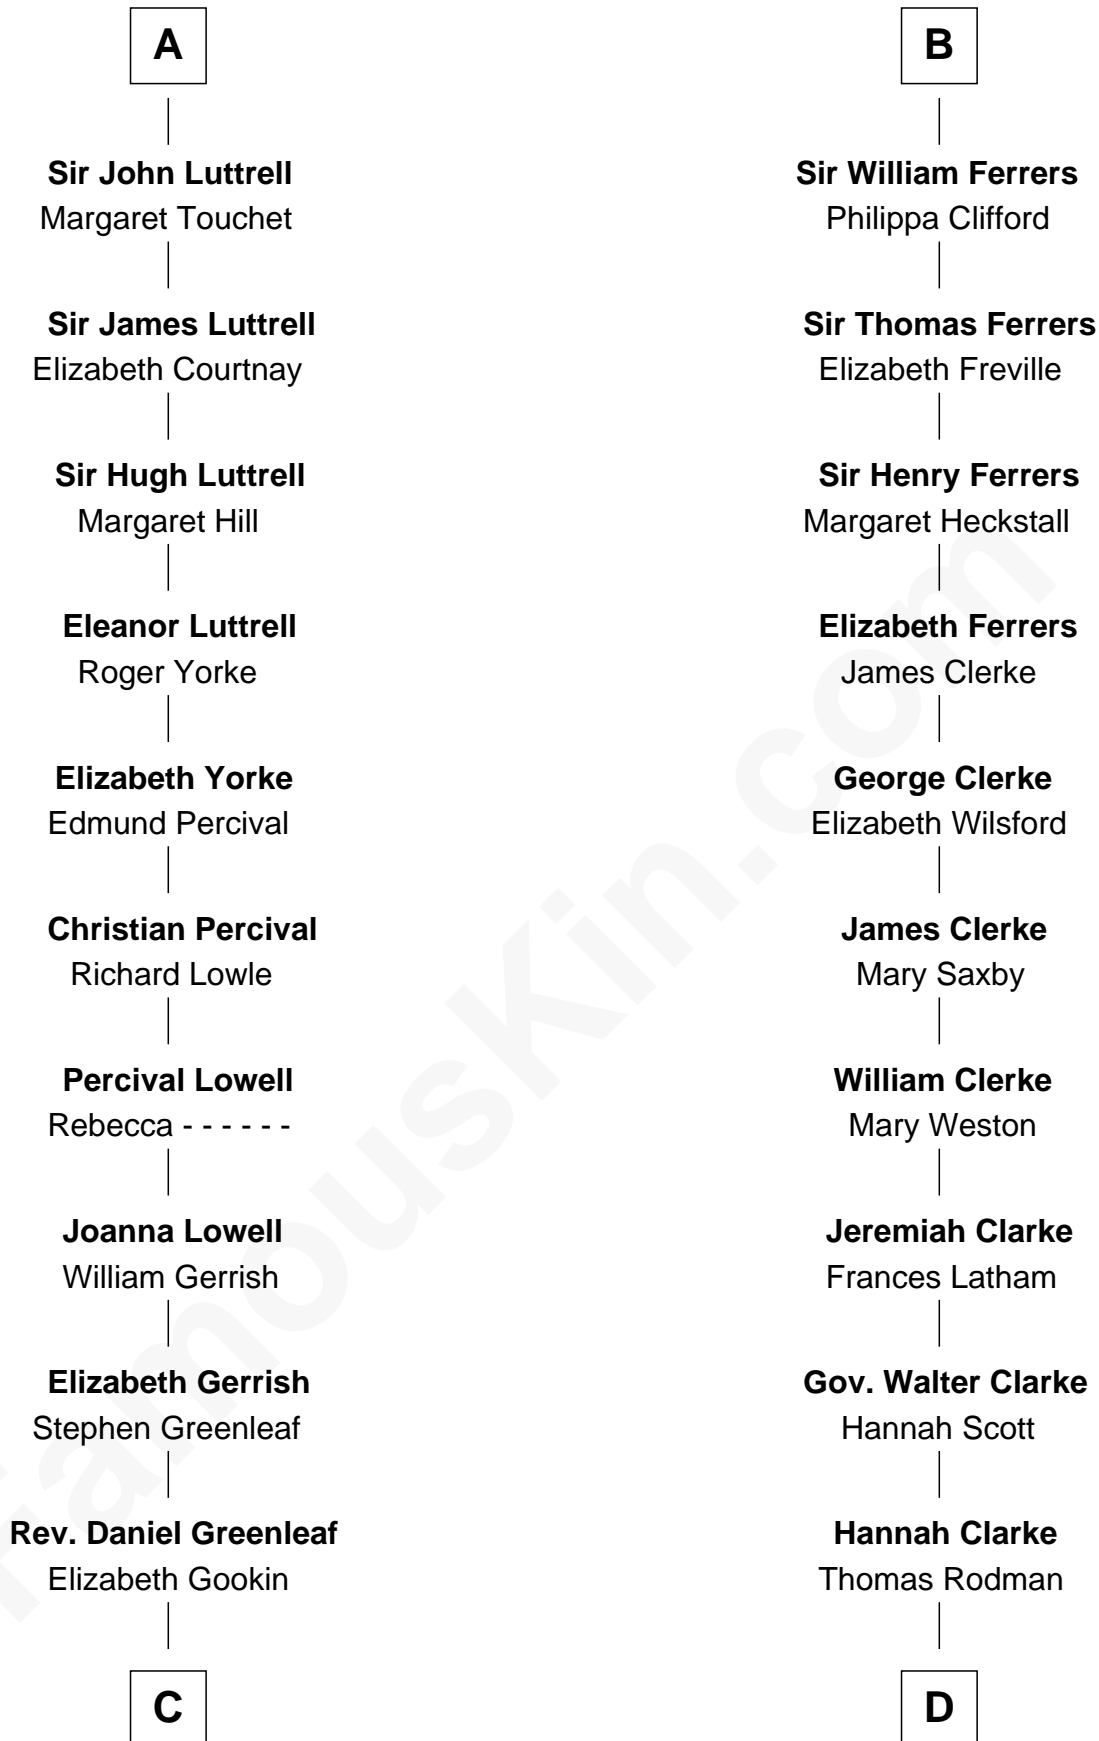 A
Sir John Luttrell
Margaret Touchet
Sir James Luttrell
Elizabeth Courtnay
Sir Hugh Luttrell
Margaret Hill
Eleanor Luttrell
Roger Yorke
Elizabeth Yorke
Edmund Percival
Christian Percival
Richard Lowle
Percival Lowell
Rebecca - - - - - -
Joanna Lowell
William Gerrish
Elizabeth Gerrish
Stephen Greenleaf
Rev. Daniel Greenleaf
Elizabeth Gookin
C
B
Sir William Ferrers
Philippa Clifford
Sir Thomas Ferrers
Elizabeth Freville
Sir Henry Ferrers
Margaret Heckstall
Elizabeth Ferrers
James Clerke
George Clerke
Elizabeth Wilsford
James Clerke
Mary Saxby
William Clerke
Mary Weston
Jeremiah Clarke
Frances Latham
Gov. Walter Clarke
Hannah Scott
Hannah Clarke
Thomas Rodman
D
FamousKin.com